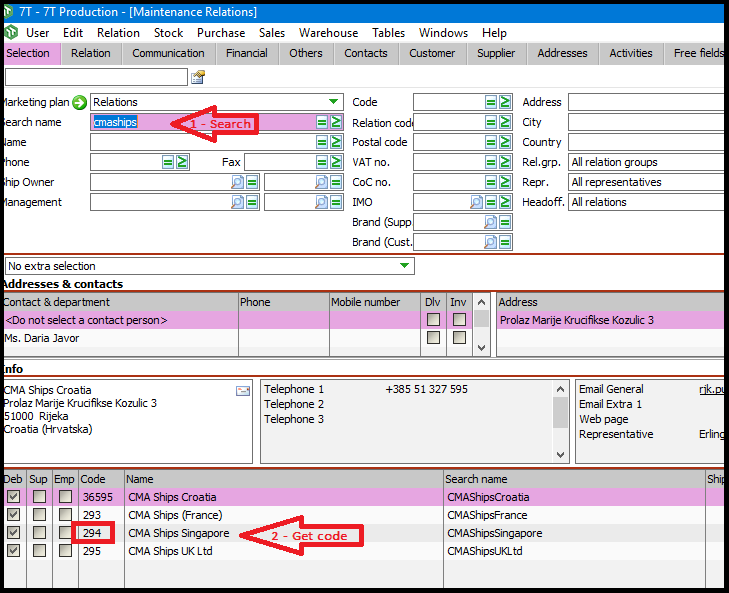 7T - 7T Production - [Maintenance Relations]
User Edit Relation Stock Purchase Sales Warehouse Tables Windows Help
Selection Relation Communication Financial Others Contacts Customer Supplier Addresses Activities Free fields
Marketing plan Relations Code Address
Search name cmaships 1 - Search Relation code City
Name Postal code Country
Phone Fax VAT no. Rel.grp. All relation groups
Ship Owner CoC no. Repr. All representatives
Management IMO Headoff. All relations
Brand (Supp
Brand (Cust.
No extra selection
Addresses & contacts
Contact & department Phone Mobile number Dlv Inv Address
<Do not select a contact person> Prolaz Marije Krucifikse Kozulic 3
Ms. Daria Javor
Info
CMA Ships Croatia Telephone 1 +385 51 327 595 Email General rjk.pu
Prolaz Marije Krucifikse Kozulic 3 Telephone 2 Email Extra 1
51000 Rijeka Telephone 3 Web page
Croatia (Hrvatska) Representative Erling
Deb Sup Emp Code Name Search name Ship
36595 CMA Ships Croatia CMAShipsCroatia
293 CMA Ships (France) CMAShipsFrance
294 CMA Ships Singapore 2 - Get code CMAShipsSingapore
295 CMA Ships UK Ltd CMAShipsUKLtd